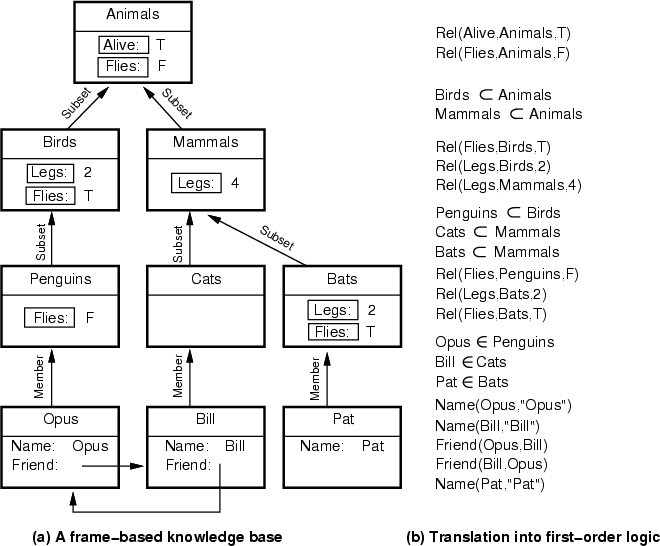 Animals
Alive: T
Flies: F
Subset
Subset
Birds
Legs: 2
Flies: T
Mammals
Legs: 4
Subset
Subset
Subset
Penguins
Flies: F
Cats
Bats
Legs: 2
Flies: T
Member
Member
Member
Opus
Name: Opus
Friend:
Bill
Name: Bill
Friend:
Pat
Name: Pat
(a) A frame–based knowledge base
Rel(Alive,Animals,T)
Rel(Flies,Animals,F)
Birds ⊂ Animals
Mammals ⊂ Animals
Rel(Flies,Birds,T)
Rel(Legs,Birds,2)
Rel(Legs,Mammals,4)
Penguins ⊂ Birds
Cats ⊂ Mammals
Bats ⊂ Mammals
Rel(Flies,Penguins,F)
Rel(Legs,Bats,2)
Rel(Flies,Bats,T)
Opus ∈ Penguins
Bill ∈ Cats
Pat ∈ Bats
Name(Opus,"Opus")
Name(Bill,"Bill")
Friend(Opus,Bill)
Friend(Bill,Opus)
Name(Pat,"Pat")
(b) Translation into first–order logic